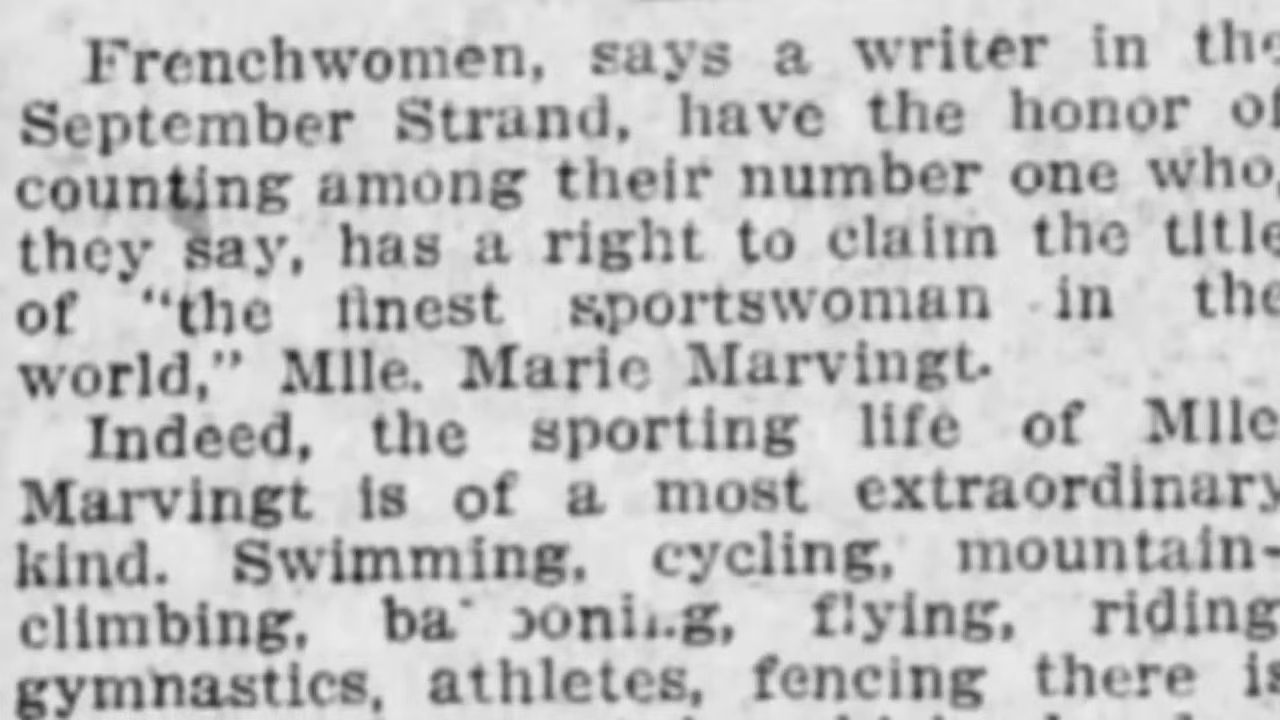 Frenchwomen, says a writer in the
September Strand, have the honor of
counting among their number one who,
they say, has a right to claim the title
of "the finest sportswoman in the
world," Mlle. Marie Marvingt.
Indeed, the sporting life of Mlle
Marvingt is of a most extraordinary
kind. Swimming, cycling, mountain-
climbing, flying, riding,
gymnastics, athletes, fencing there is